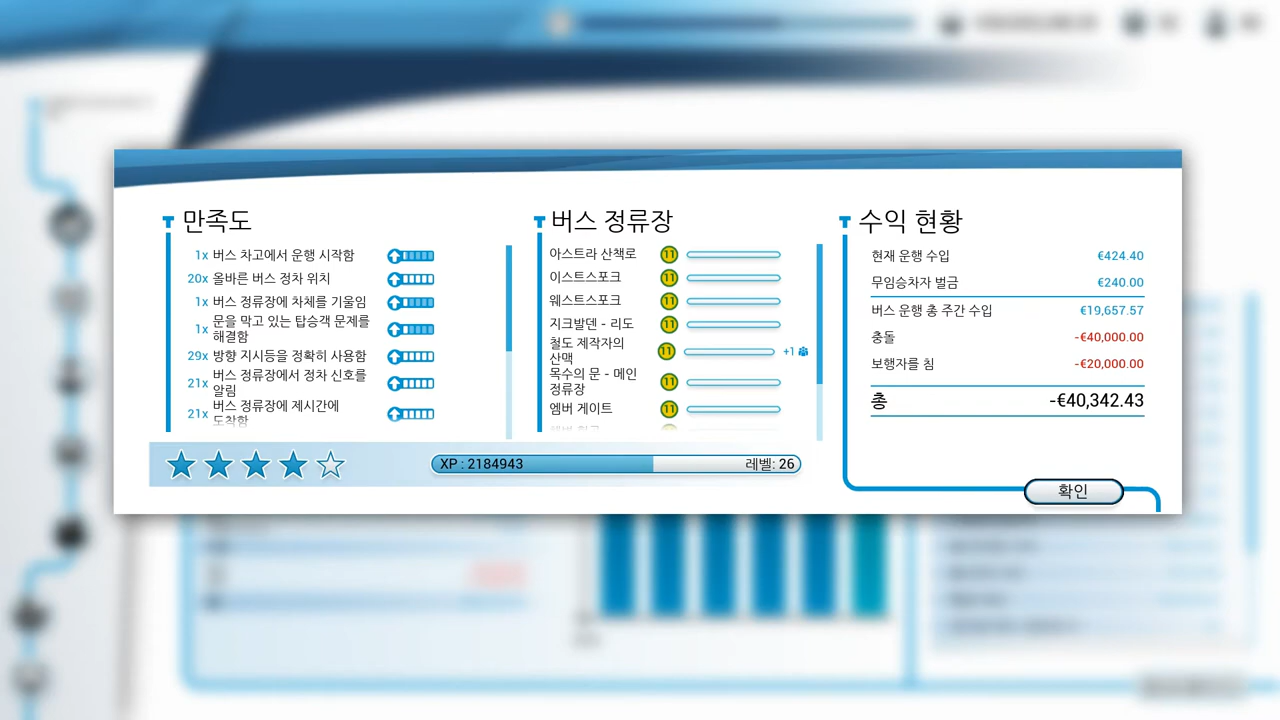 만족도
1x 버스 차고에서 운행 시작함
20x 올바른 버스 정차 위치
1x 버스 정류장에 차체를 기울임
1x 문을 막고 있는 탑승객 문제를
해결함
29x 방향 지시등을 정확히 사용함
21x 버스 정류장에서 정차 신호를
알림
21x 버스 정류장에 제시간에
도착함
버스 정류장
아스트라 산책로 11
이스트스포크 11
웨스트스포크 11
지크발덴 - 리도 11
철도 제작자의
산맥 11 +1
목수의 문 - 메인
정류장 11
엠버 게이트 11
수익 현황
현재 운행 수입 €424.40
무임승차자 벌금 €240.00
버스 운행 총 주간 수입 €19,657.57
충돌 -€40,000.00
보행자를 침 -€20,000.00
총 -€40,342.43
XP : 2184943 레벨: 26
확인